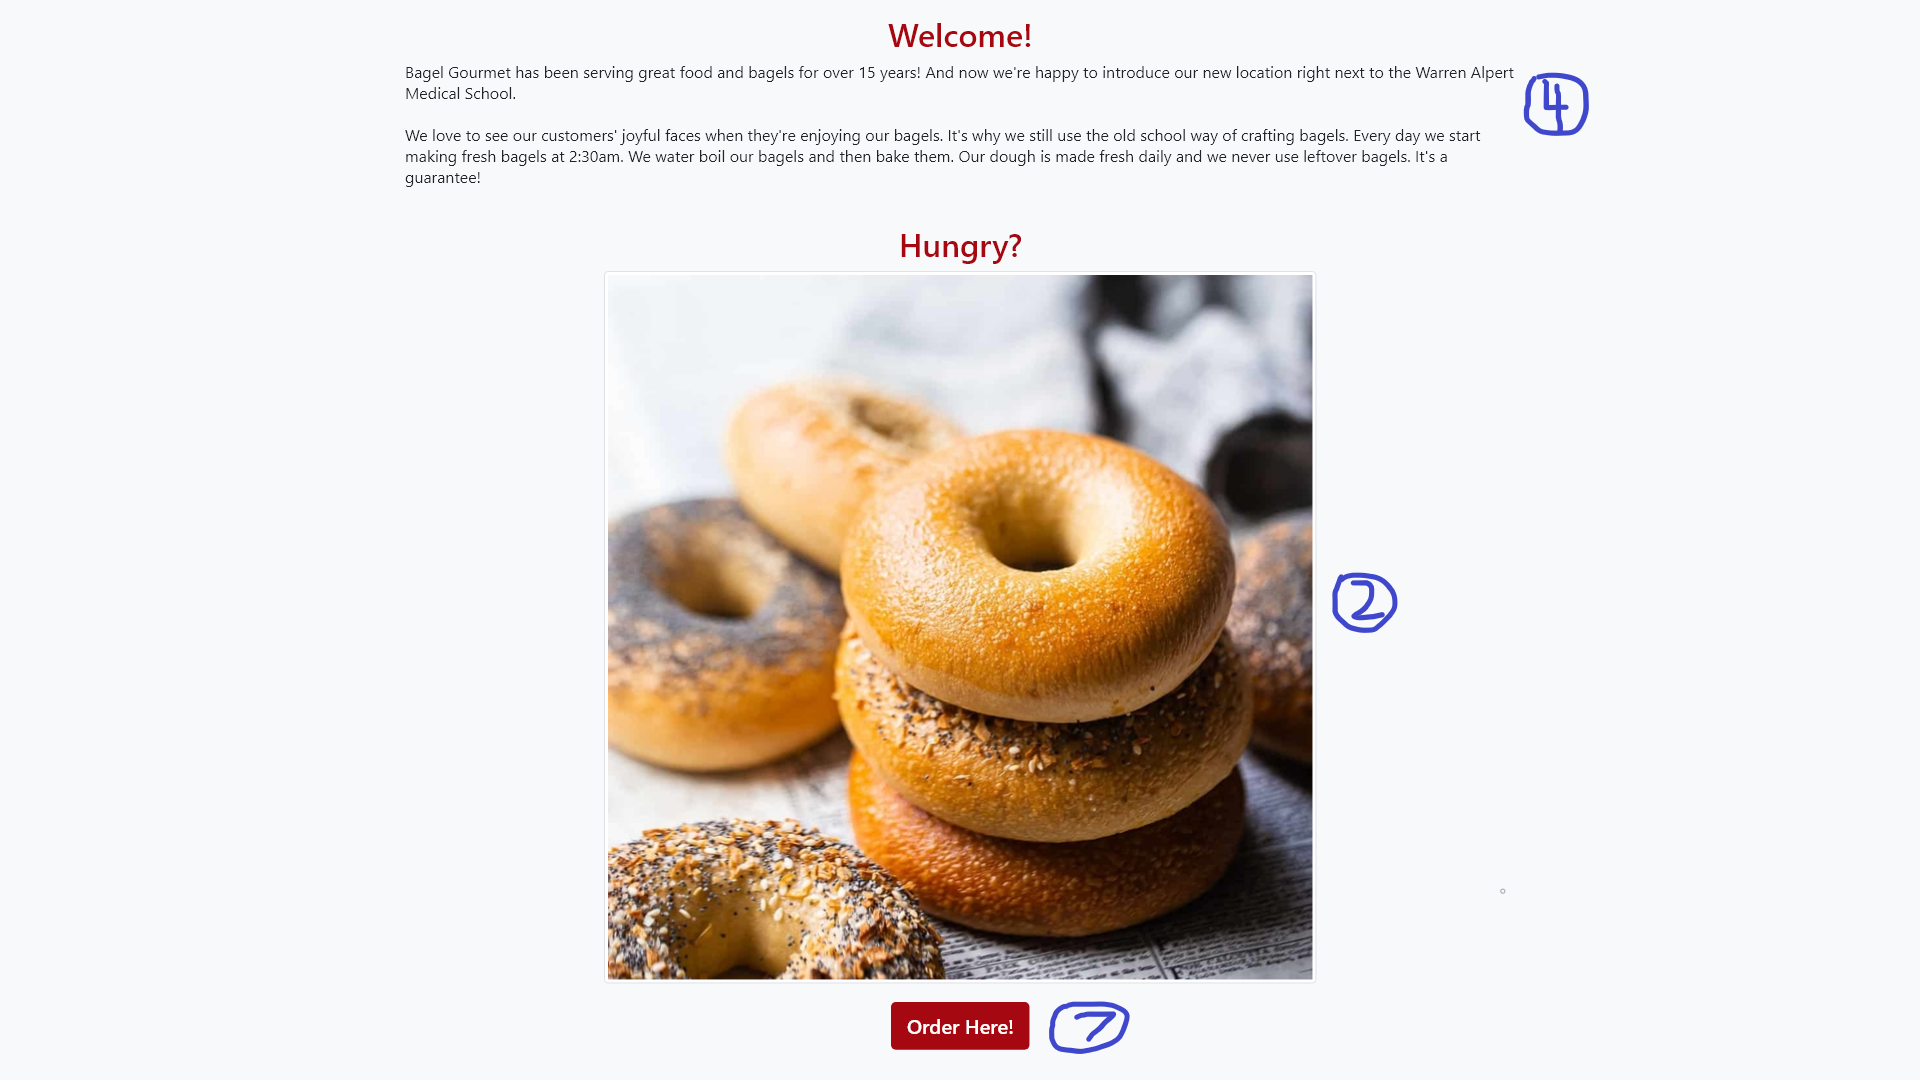 Welcome!
Bagel Gourmet has been serving great food and bagels for over 15 years! And now we're happy to introduce our new location right next to the Warren Alpert
Medical School.
4
We love to see our customers' joyful faces when they're enjoying our bagels. It's why we still use the old school way of crafting bagels. Every day we start
making fresh bagels at 2:30am. We water boil our bagels and then bake them. Our dough is made fresh daily and we never use leftover bagels. It's a
guarantee!
Hungry?
2
Order Here!
7